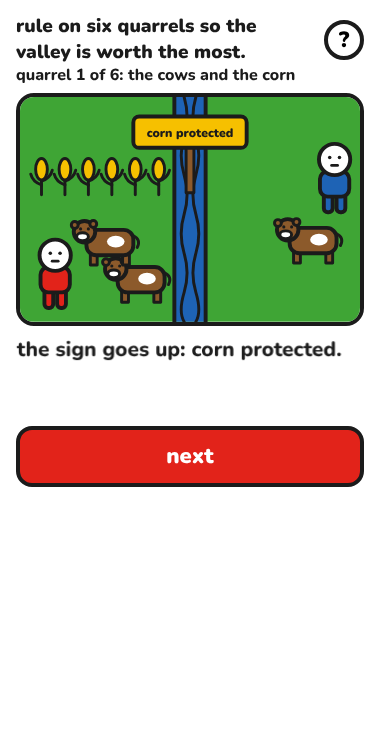 rule on six quarrels so the
valley is worth the most.
?
quarrel 1 of 6: the cows and the corn
corn protected
the sign goes up: corn protected.
next